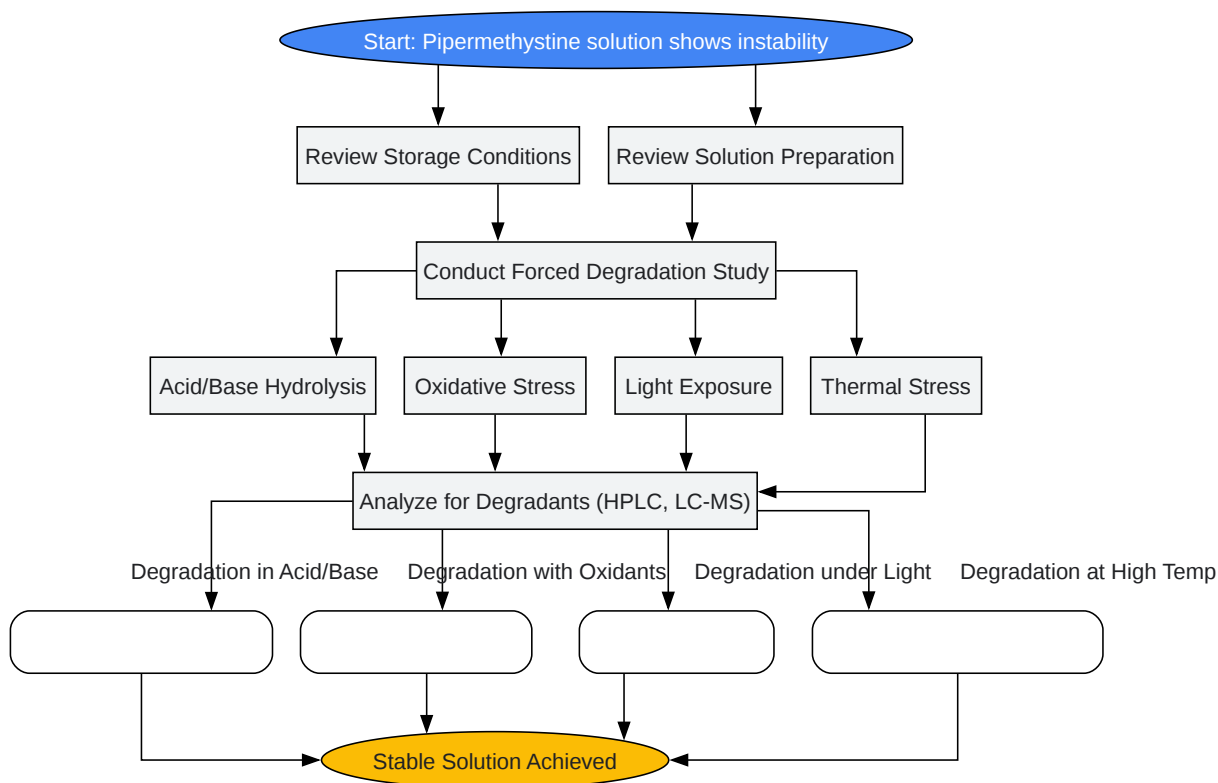 Start: Pipermethystine solution shows instability
Review Storage Conditions
Review Solution Preparation
Conduct Forced Degradation Study
Acid/Base Hydrolysis
Oxidative Stress
Light Exposure
Thermal Stress
Analyze for Degradants (HPLC, LC-MS)
Degradation in Acid/Base
Degradation with Oxidants
Degradation under Light
Degradation at High Temp
Stable Solution Achieved